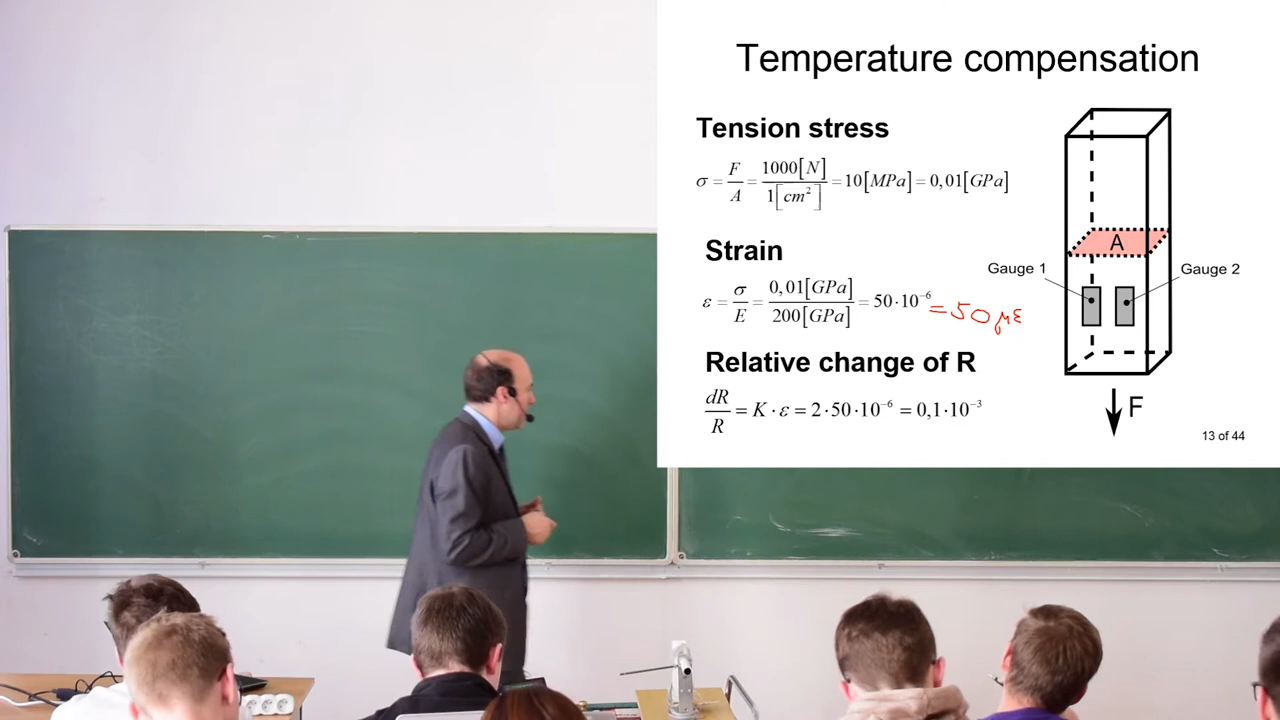 Temperature compensation
Tension stress
σ = F/A = 1000[N]/1[cm²] = 10[MPa] = 0,01[GPa]
Strain
ε = σ/E = 0,01[GPa]/200[GPa] = 50·10⁻⁶ = 50 με
Relative change of R
dR/R = K·ε = 2·50·10⁻⁶ = 0,1·10⁻³
A
Gauge 1
Gauge 2
F
13 of 44